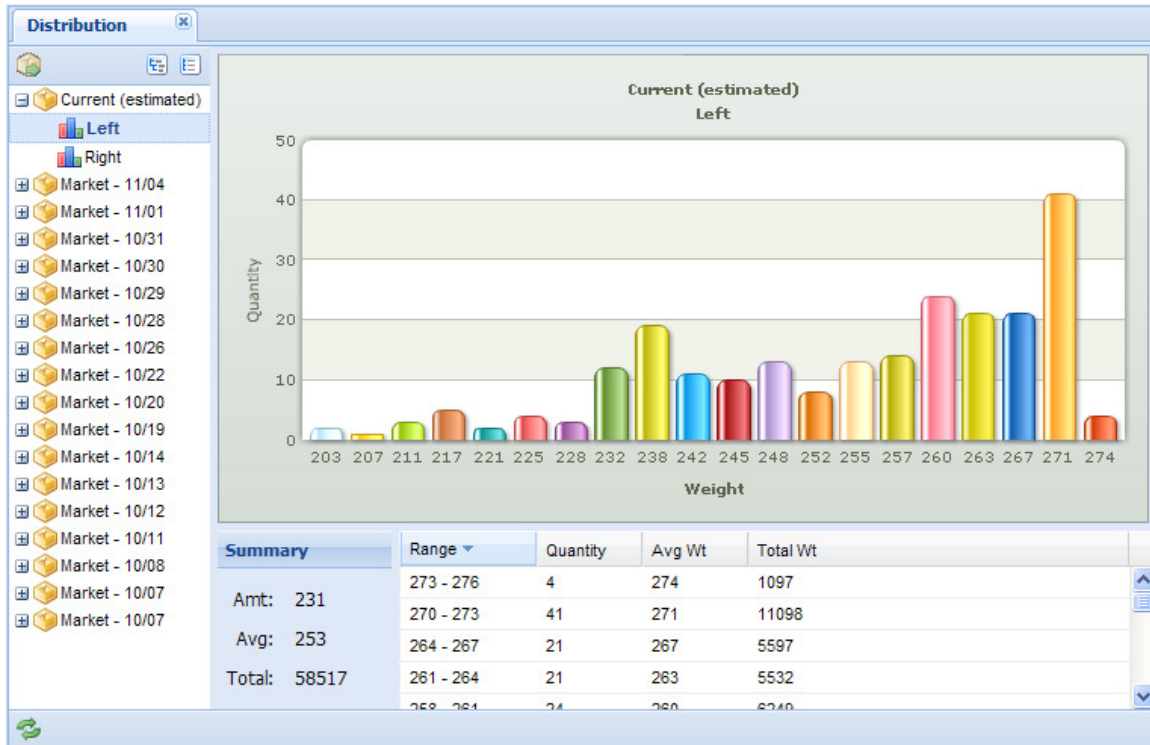 Distribution
Current (estimated)
Left
Right
Market - 11/04
Market - 11/01
Market - 10/31
Market - 10/30
Market - 10/29
Market - 10/28
Market - 10/26
Market - 10/22
Market - 10/20
Market - 10/19
Market - 10/14
Market - 10/13
Market - 10/12
Market - 10/11
Market - 10/08
Market - 10/07
Market - 10/07
Current (estimated)
Left
50
40
30
20
10
0
Quantity
203 207 211 217 221 225 228 232 238 242 245 248 252 255 257 260 263 267 271 274
Weight
Summary
Amt: 231
Avg: 253
Total: 58517
Range Quantity Avg Wt Total Wt
273 - 276 4 274 1097
270 - 273 41 271 11098
264 - 267 21 267 5597
261 - 264 21 263 5532
258 - 261 24 260 6249